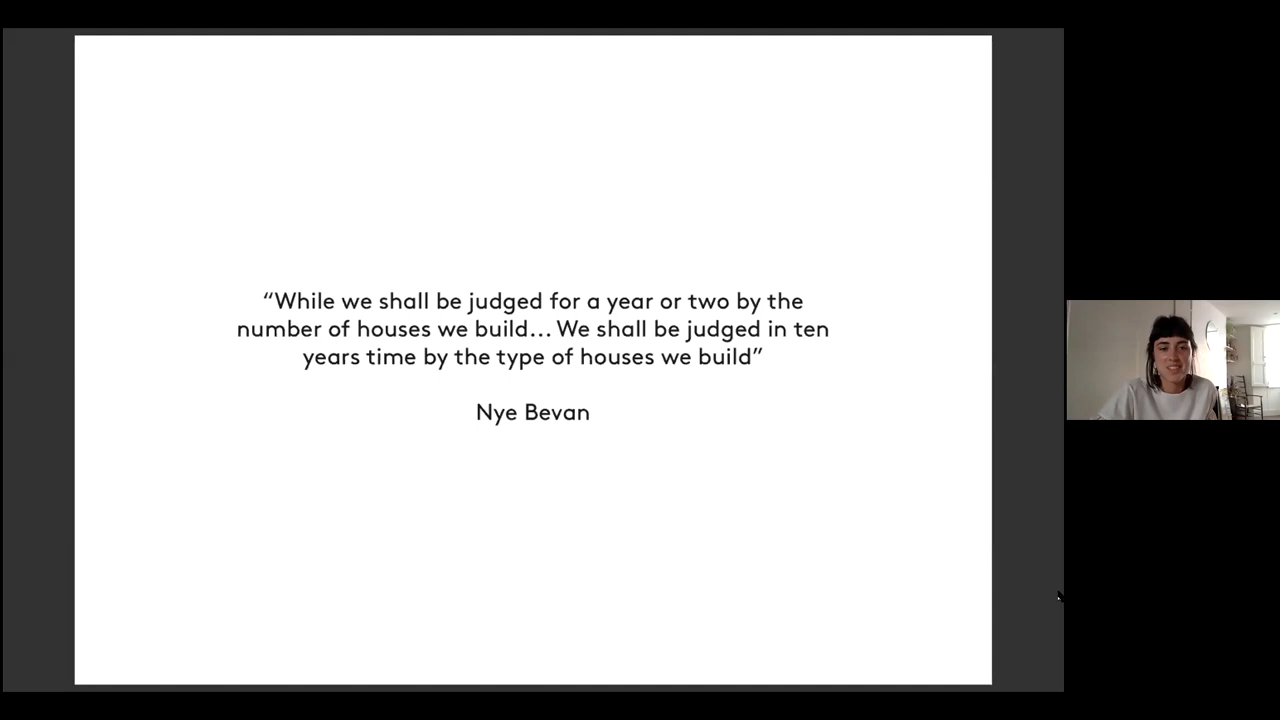 “While we shall be judged for a year or two by the
number of houses we build... We shall be judged in ten
years time by the type of houses we build”
Nye Bevan